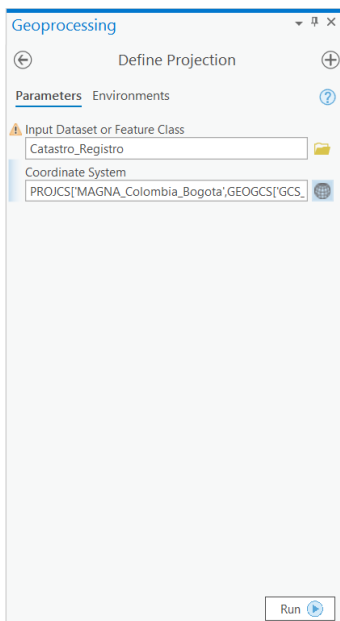 Geoprocessing
Define Projection
Parameters Environments
Input Dataset or Feature Class
Catastro_Registro
Coordinate System
PROJCS['MAGNA_Colombia_Bogota',GEOGCS['GCS_
Run